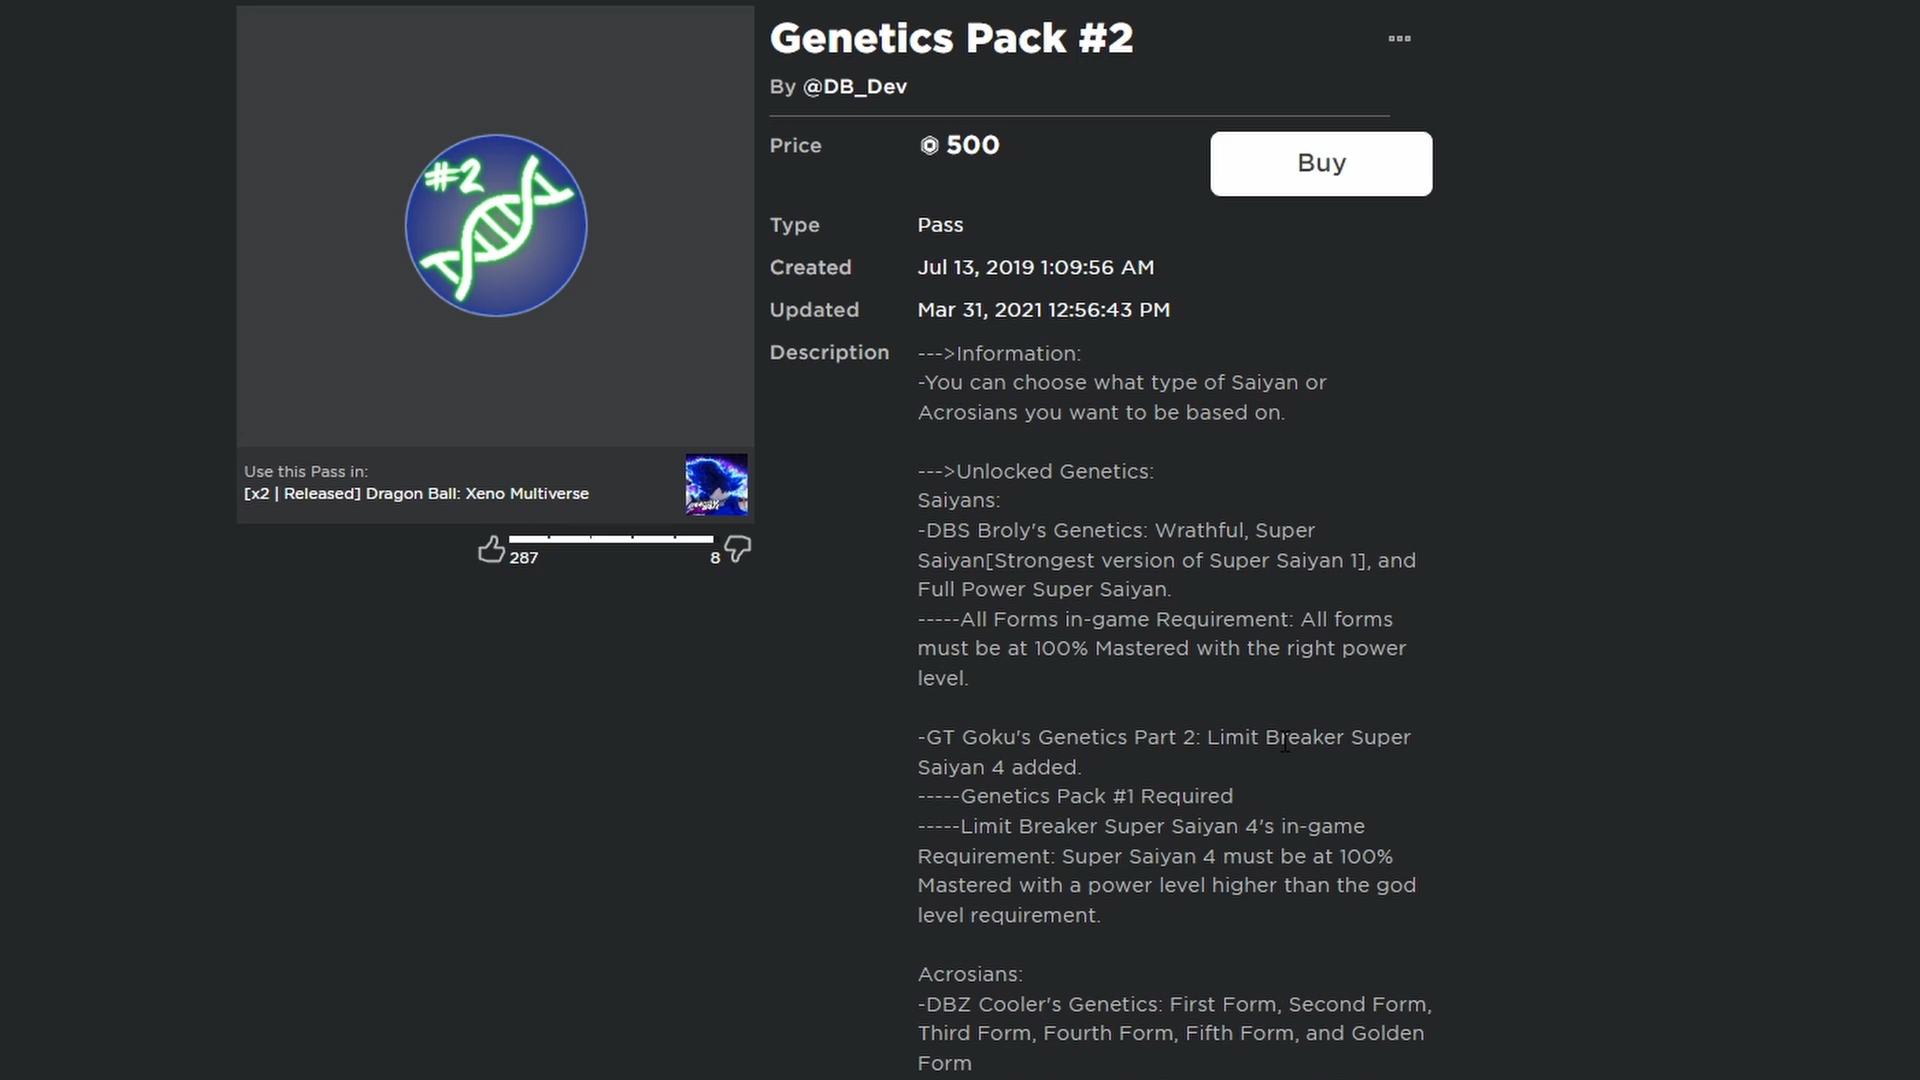 Genetics Pack #2
By @DB_Dev
Price
500
Buy
#2
Type
Pass
Created
Jul 13, 2019 1:09:56 AM
Updated
Mar 31, 2021 12:56:43 PM
Description
--->Information:
-You can choose what type of Saiyan or
Acrosians you want to be based on.
--->Unlocked Genetics:
Saiyans:
-DBS Broly's Genetics: Wrathful, Super
Saiyan[Strongest version of Super Saiyan 1], and
Full Power Super Saiyan.
-----All Forms in-game Requirement: All forms
must be at 100% Mastered with the right power
level.
-GT Goku's Genetics Part 2: Limit Breaker Super
Saiyan 4 added.
-----Genetics Pack #1 Required
-----Limit Breaker Super Saiyan 4's in-game
Requirement: Super Saiyan 4 must be at 100%
Mastered with a power level higher than the god
level requirement.
Acrosians:
-DBZ Cooler's Genetics: First Form, Second Form,
Third Form, Fourth Form, Fifth Form, and Golden
Form
Use this Pass in:
[x2 | Released] Dragon Ball: Xeno Multiverse
287
8